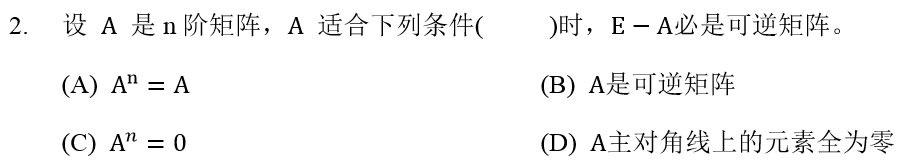 2. 设 A 是 n 阶矩阵，A 适合下列条件(　　)时，E − A必是可逆矩阵。
(A) Aⁿ = A (B) A是可逆矩阵
(C) Aⁿ = 0 (D) A主对角线上的元素全为零